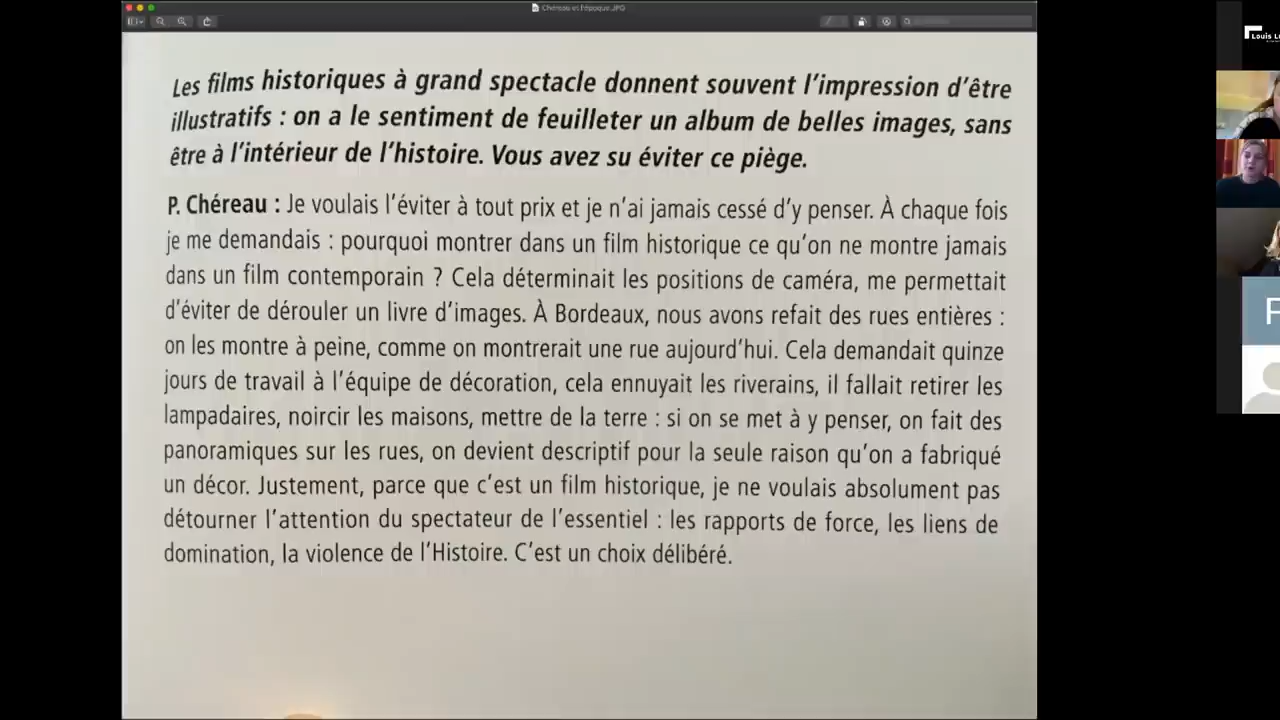 Chéreau et l'époque.JPG
Louis Lu
Les films historiques à grand spectacle donnent souvent l'impression d'être
illustratifs : on a le sentiment de feuilleter un album de belles images, sans
être à l'intérieur de l'histoire. Vous avez su éviter ce piège.
P. Chéreau : Je voulais l'éviter à tout prix et je n'ai jamais cessé d'y penser. À chaque fois
je me demandais : pourquoi montrer dans un film historique ce qu'on ne montre jamais
dans un film contemporain ? Cela déterminait les positions de caméra, me permettait
d'éviter de dérouler un livre d'images. À Bordeaux, nous avons refait des rues entières :
on les montre à peine, comme on montrerait une rue aujourd'hui. Cela demandait quinze
jours de travail à l'équipe de décoration, cela ennuyait les riverains, il fallait retirer les
lampadaires, noircir les maisons, mettre de la terre : si on se met à y penser, on fait des
panoramiques sur les rues, on devient descriptif pour la seule raison qu'on a fabriqué
un décor. Justement, parce que c'est un film historique, je ne voulais absolument pas
détourner l'attention du spectateur de l'essentiel : les rapports de force, les liens de
domination, la violence de l'Histoire. C'est un choix délibéré.
F